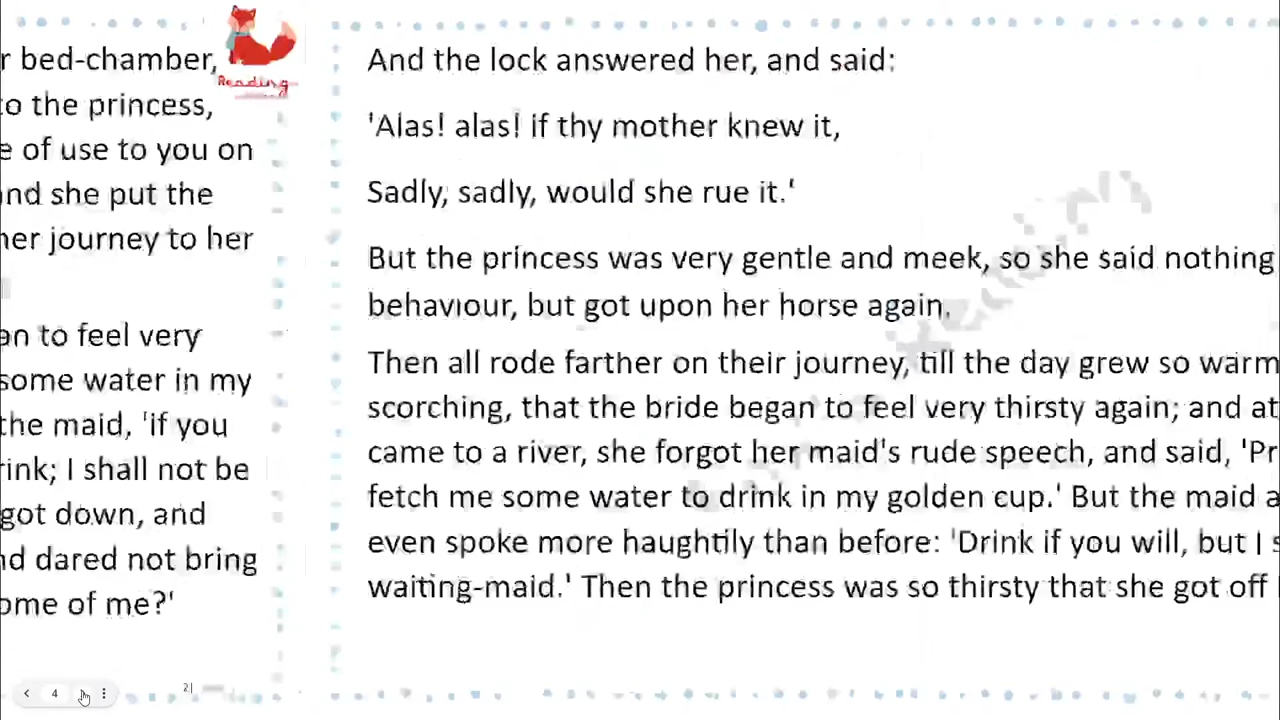 r bed-chamber,
to the princess,
e of use to you on
and she put the
her journey to her
an to feel very
some water in my
the maid, 'if you
rink; I shall not be
got down, and
nd dared not bring
ome of me?'
Reading
And the lock answered her, and said:
'Alas! alas! if thy mother knew it,
Sadly, sadly, would she rue it.'
But the princess was very gentle and meek, so she said nothing
behaviour, but got upon her horse again.
Then all rode farther on their journey, till the day grew so warm
scorching, that the bride began to feel very thirsty again; and at
came to a river, she forgot her maid's rude speech, and said, 'Pr
fetch me some water to drink in my golden cup.' But the maid a
even spoke more haughtily than before: 'Drink if you will, but I s
waiting-maid.' Then the princess was so thirsty that she got off
4
2